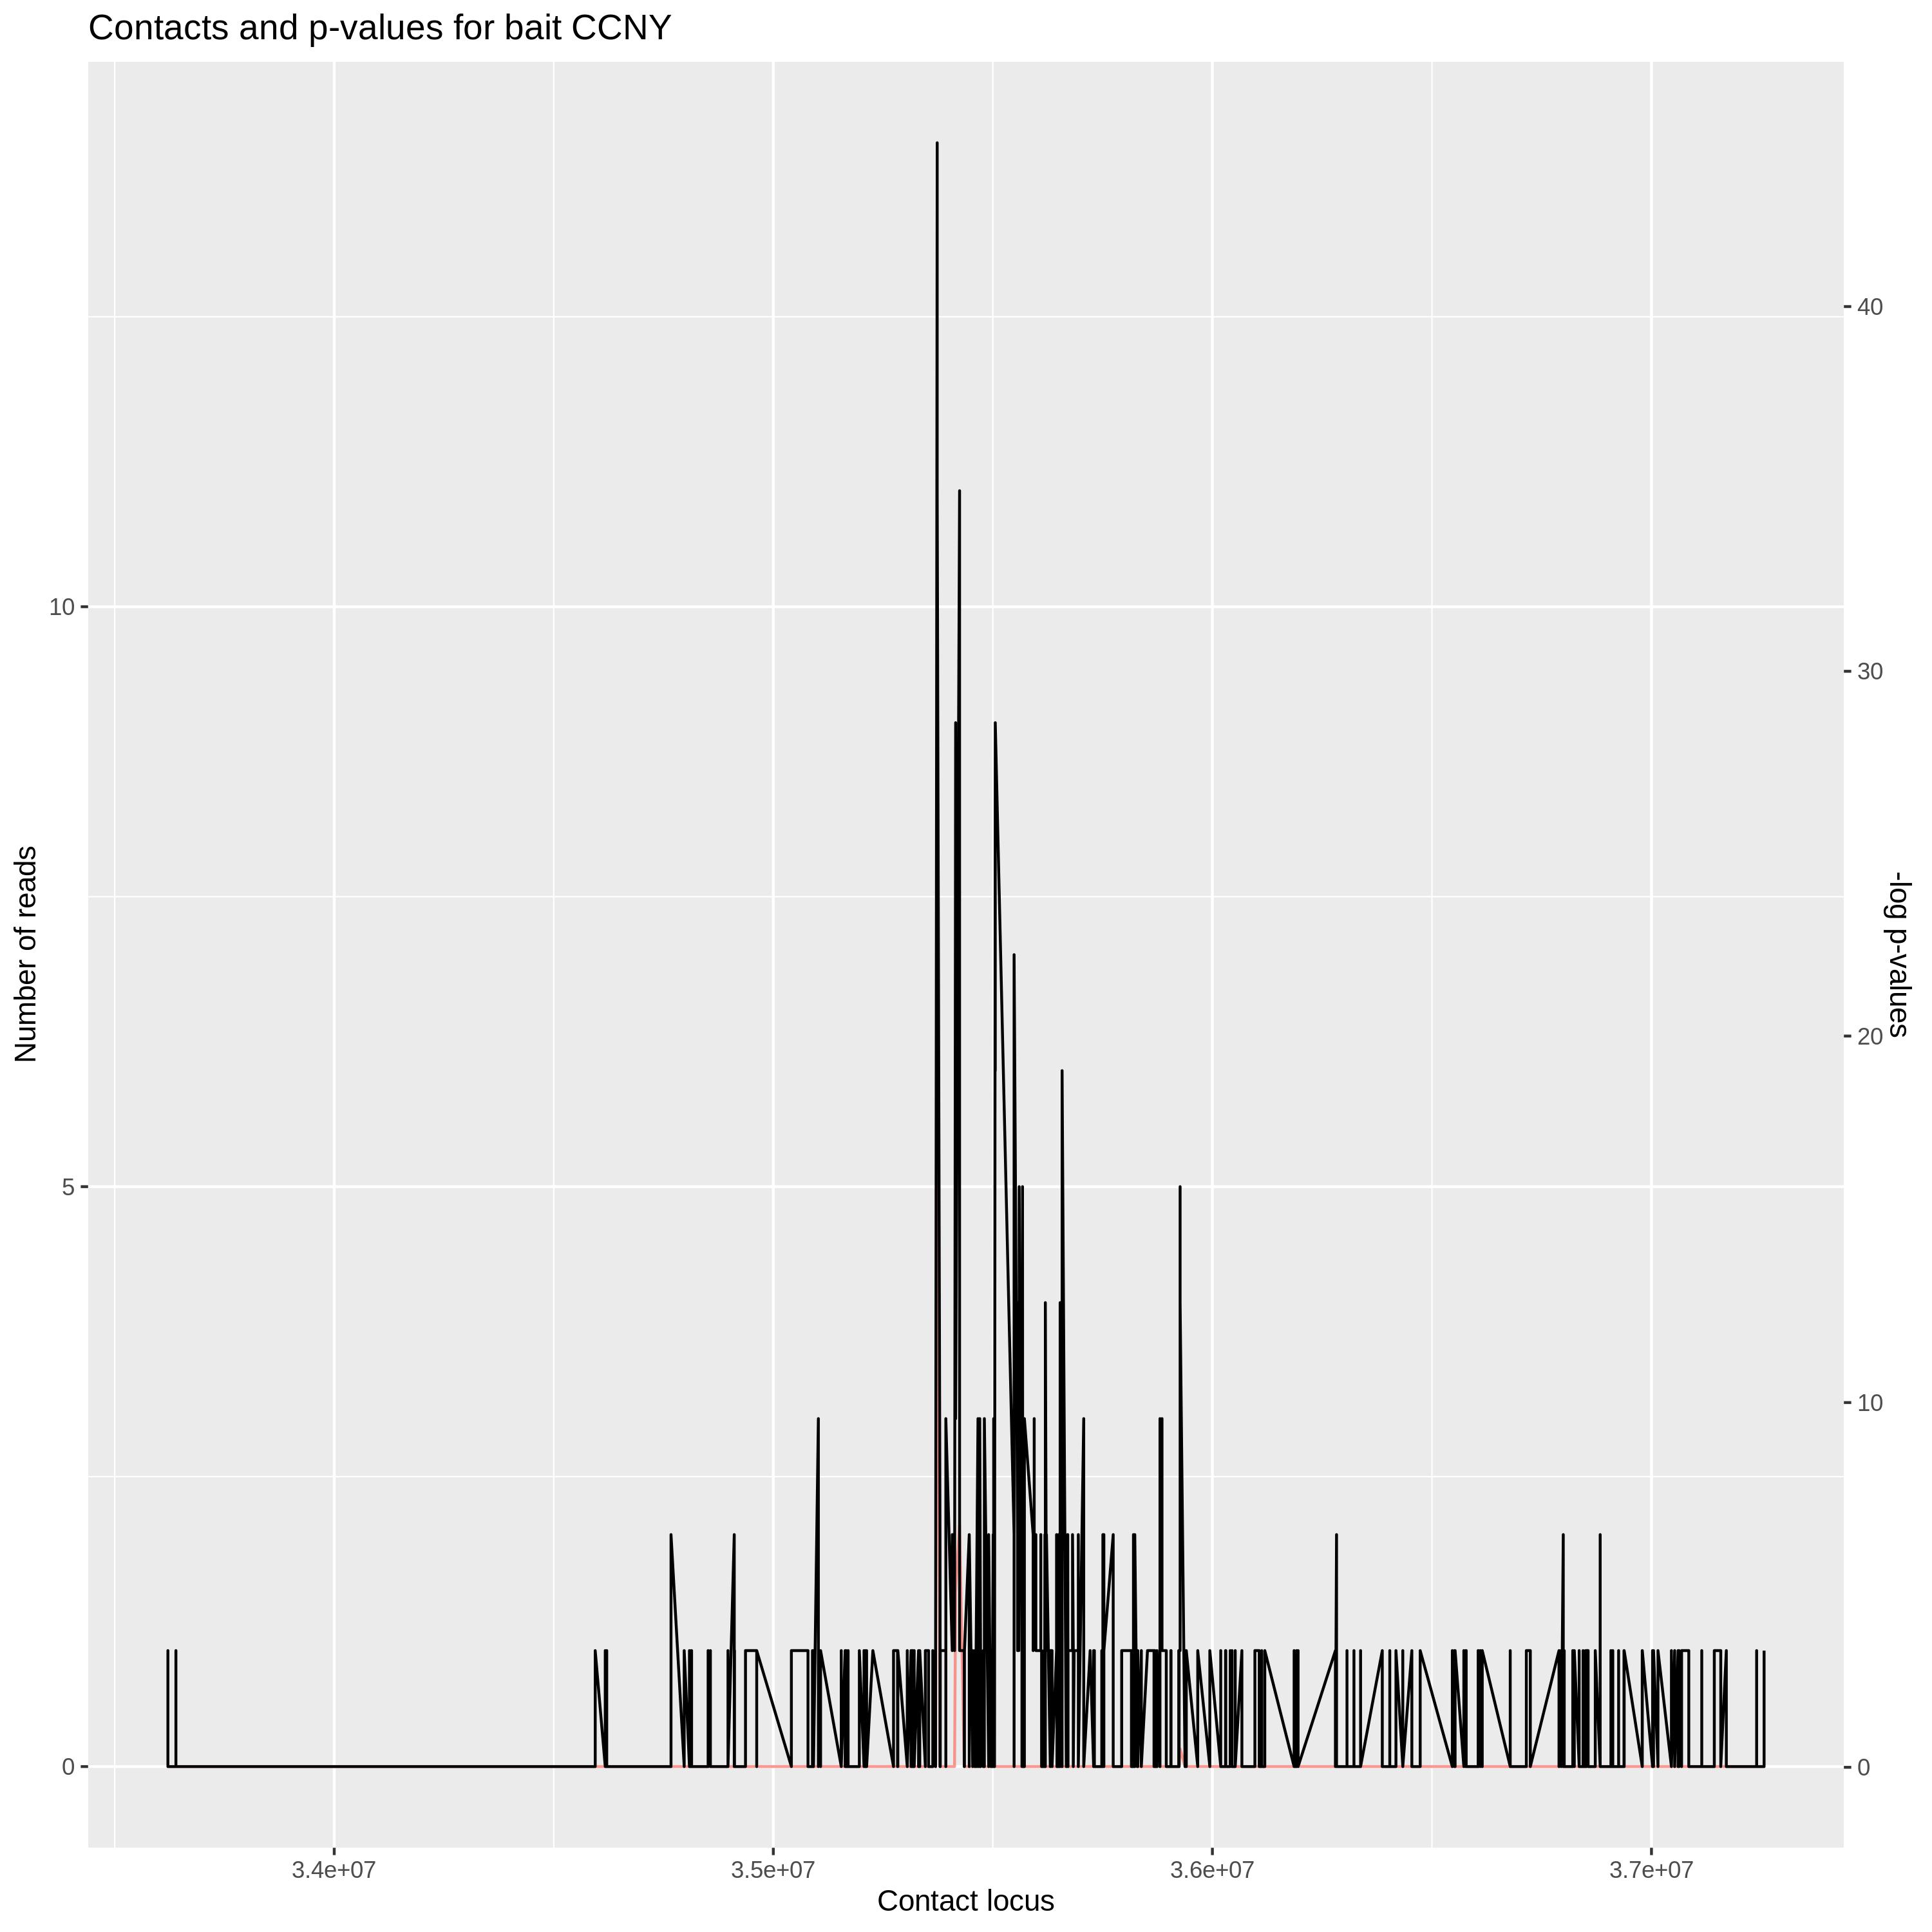 Contacts and p-values for bait CCNY
Number of reads
10
5
0
40
30
20
10
0
-log p-values
3.4e+07
3.5e+07
3.6e+07
3.7e+07
Contact locus